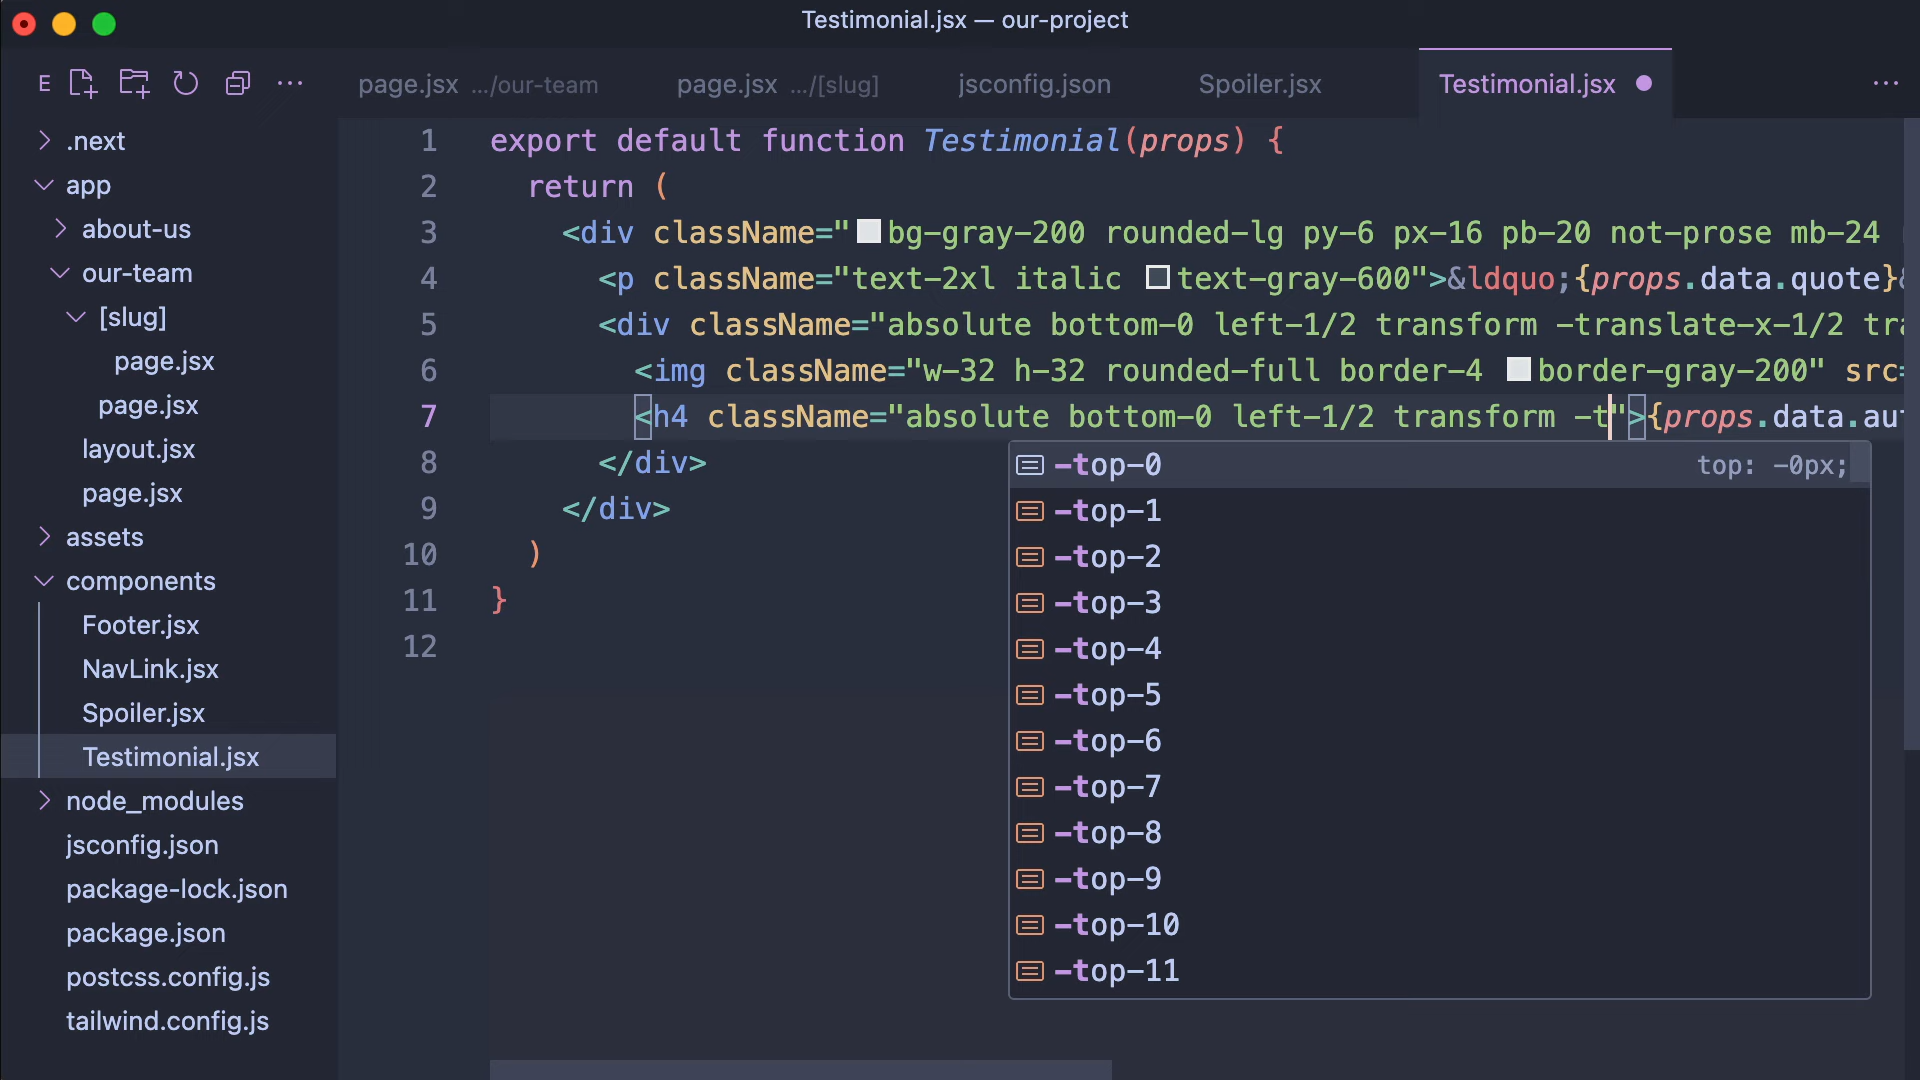 Testimonial.jsx — our-project
E
page.jsx .../our-team
page.jsx .../[slug]
jsconfig.json
Spoiler.jsx
Testimonial.jsx
.next
app
about-us
our-team
[slug]
page.jsx
page.jsx
layout.jsx
page.jsx
assets
components
Footer.jsx
NavLink.jsx
Spoiler.jsx
Testimonial.jsx
node_modules
jsconfig.json
package-lock.json
package.json
postcss.config.js
tailwind.config.js
1 export default function Testimonial(props) {
2 return (
3 <div className="bg-gray-200 rounded-lg py-6 px-16 pb-20 not-prose mb-24
4 <p className="text-2xl italic text-gray-600">&ldquo;{props.data.quote}&
5 <div className="absolute bottom-0 left-1/2 transform -translate-x-1/2 tra
6 <img className="w-32 h-32 rounded-full border-4 border-gray-200" src=
7 <h4 className="absolute bottom-0 left-1/2 transform -t">{props.data.aut
8 </div>
9 </div>
10 )
11 }
12
-top-0 top: -0px;
-top-1
-top-2
-top-3
-top-4
-top-5
-top-6
-top-7
-top-8
-top-9
-top-10
-top-11